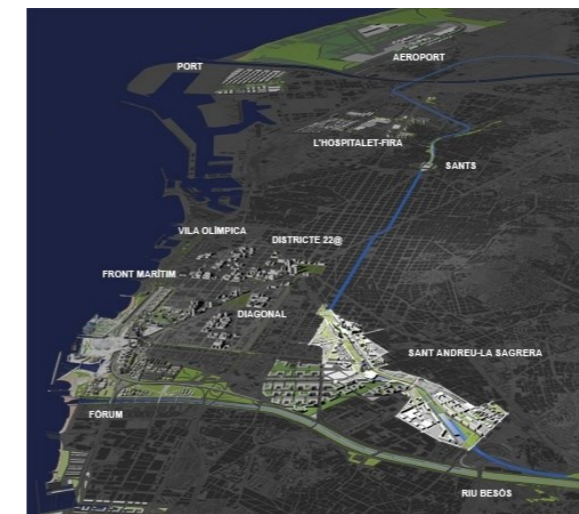 AEROPORT
PORT
L'HOSPITALET-FIRA
SANTS
VILA OLÍMPICA
DISTRICTE 22@
FRONT MARÍTIM
DIAGONAL
SANT ANDREU-LA SAGRERA
FÒRUM
RIU BESÒS